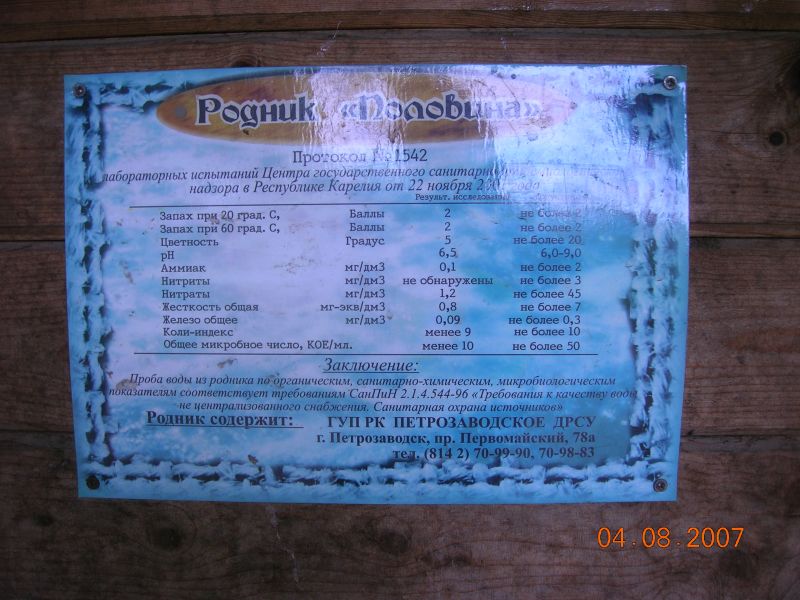 Родник «Половина»
Протокол №1542
лабораторных испытаний Центра государственного
надзора в Республике Карелия от 22 ноября
Результ. исследования
Запах при 20 град. С, Баллы 2 не более 2
Запах при 60 град. С, Баллы 2 не более 2
Цветность Градус 5 не более 20
pH 6,5 6,0-9,0
Аммиак мг/дм3 0,1 не более 2
Нитриты мг/дм3 не обнаружены не более 3
Нитраты мг/дм3 1,2 не более 45
Жесткость общая мг-экв/дм3 0,8 не более 7
Железо общее мг/дм3 0,09 не более 0,3
Коли-индекс менее 9 не более 10
Общее микробное число, КОЕ/мл. менее 10 не более 50
Заключение:
Проба воды из родника по органическим, санитарно-химическим, микробиологическим
показателям соответствует требованиям СанПиН 2.1.4.544-96 «Требования к качеству воды
не централизованного снабжения. Санитарная охрана источников»
Родник содержит: ГУП РК ПЕТРОЗАВОДСКОЕ ДРСУ
г. Петрозаводск, пр. Первомайский, 78а
тел. (814 2) 70-99-90, 70-98-83
04.08.2007